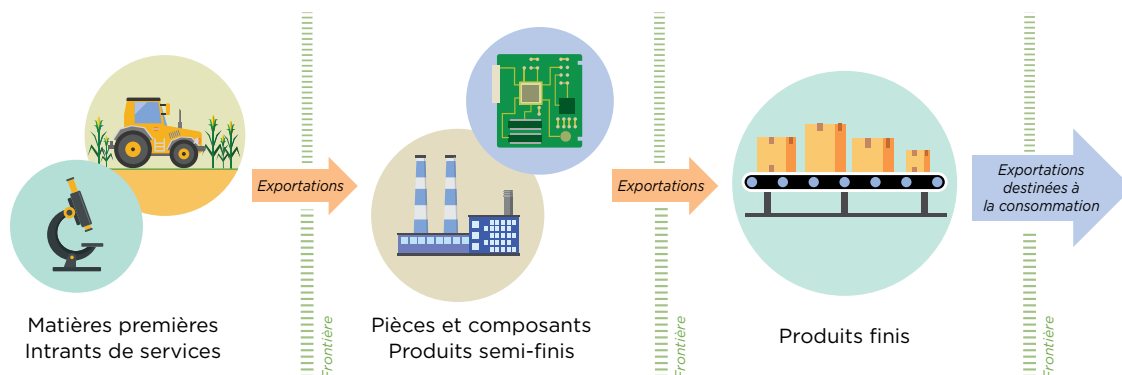 Exportations
Exportations
Exportations
destinées à
la consommation
Matières premières
Intrants de services
Frontière
Pièces et composants
Produits semi-finis
Frontière
Produits finis
Frontière